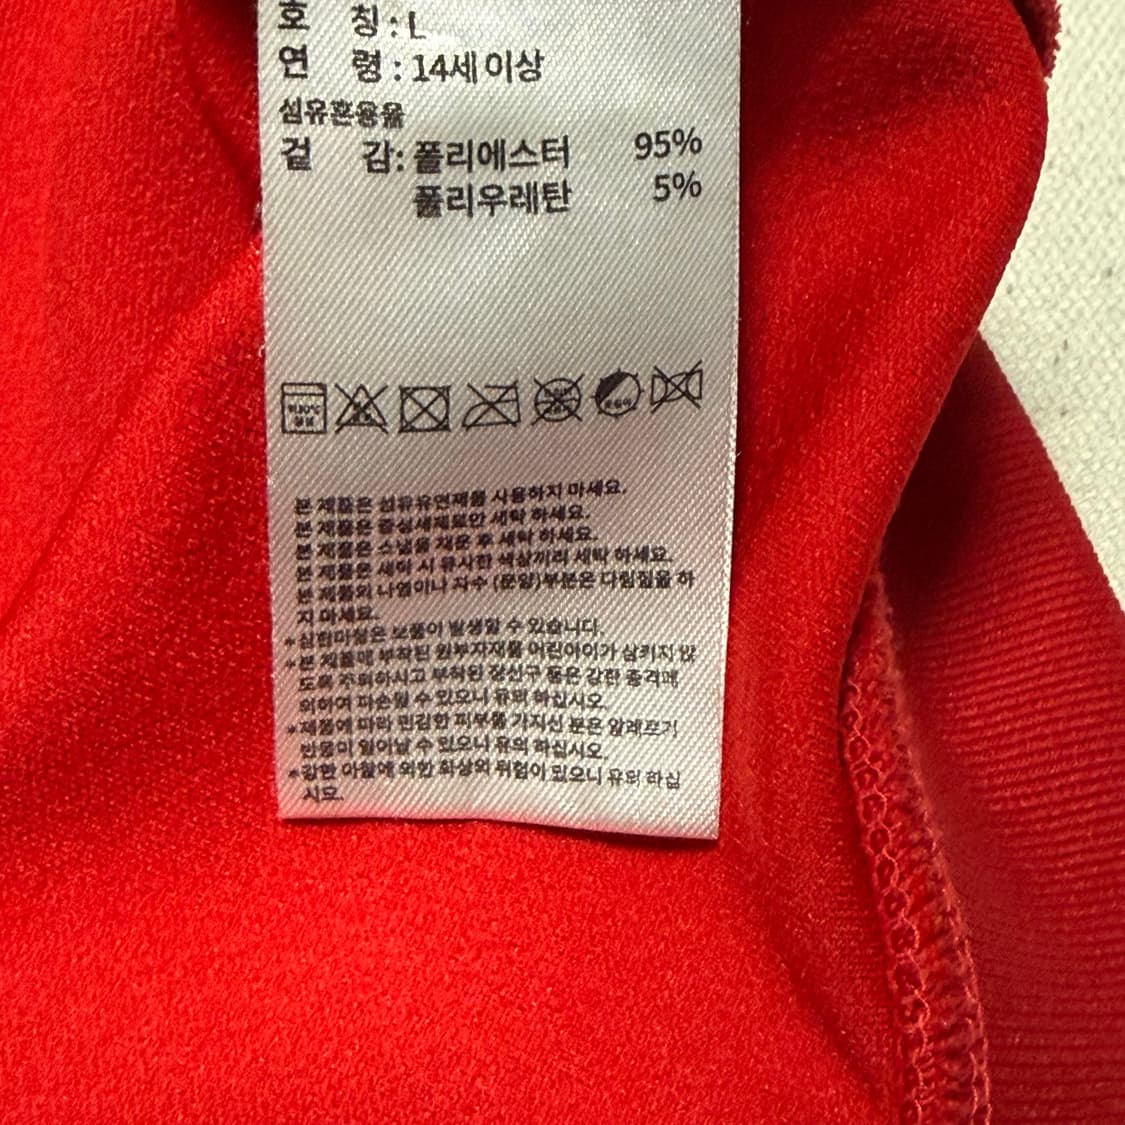 호 칭 : L
연 령 : 14세 이상
섬유혼용율
겉 감: 폴리에스터 95%
폴리우레탄 5%
약30℃
중성
본 제품은 섬유유연제를 사용하지 마세요.
본 제품은 중성세제로만 세탁 하세요.
본 제품은 스냅을 채운 후 세탁 하세요.
본 제품은 세탁 시 유사한 색상끼리 세탁 하세요.
본 제품의 나염이나 자수 (문양)부분은 다림질을 하
지 마세요.
*심한마찰은 보풀이 발생할 수 있습니다.
*본 제품에 부착된 원부자재를 어린아이가 삼키지 않
도록 주의하시고 부착된 장신구 등은 강한 충격에
의하여 파손될 수 있으니 유의 하십시오.
*제품에 따라 민감한 피부를 가지신 분은 알레르기
반응이 일어날 수 있으니 유의 하십시오.
*강한 마찰에 의한 화상의 위험이 있으니 유의 하십
시오.